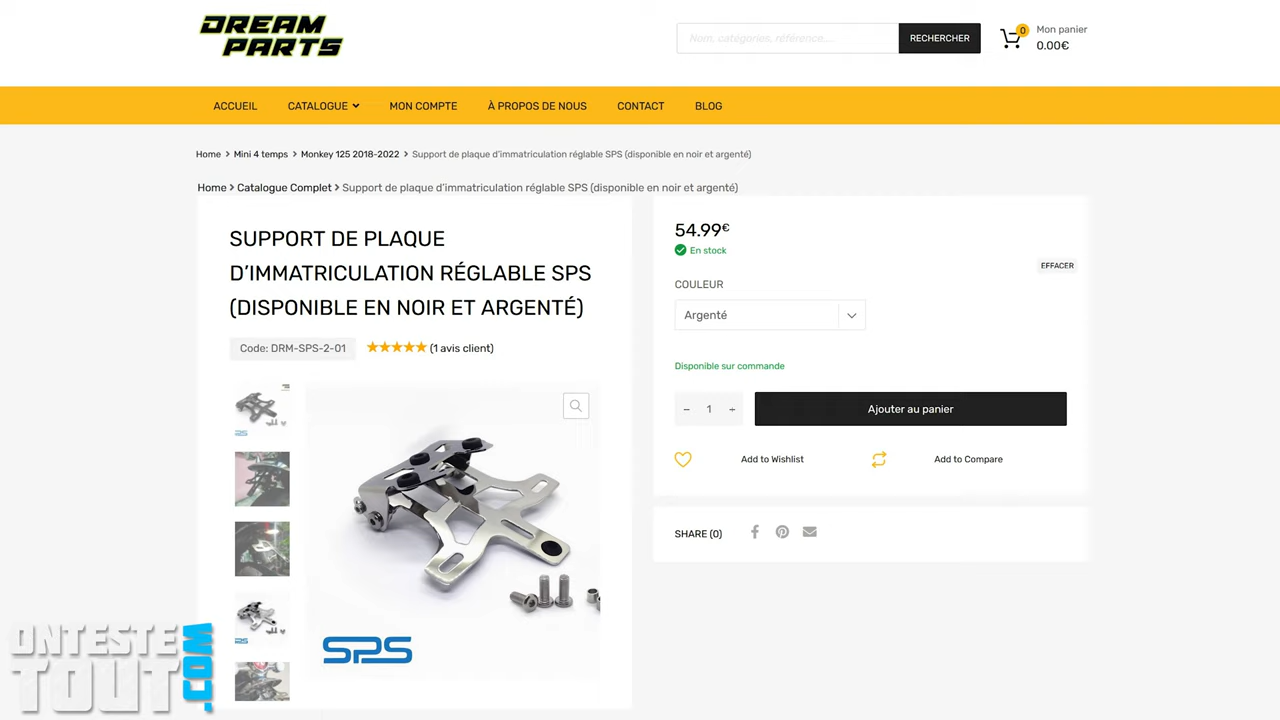 DREAM
PARTS
Nom, catégories, référence....
RECHERCHER
0
Mon panier
0.00€
ACCUEIL
CATALOGUE
MON COMPTE
À PROPOS DE NOUS
CONTACT
BLOG
Home > Mini 4 temps > Monkey 125 2018-2022 > Support de plaque d’immatriculation réglable SPS (disponible en noir et argenté)
Home > Catalogue Complet > Support de plaque d’immatriculation réglable SPS (disponible en noir et argenté)
SUPPORT DE PLAQUE
D’IMMATRICULATION RÉGLABLE SPS
(DISPONIBLE EN NOIR ET ARGENTÉ)
Code: DRM-SPS-2-01
(1 avis client)
SPS
54.99€
En stock
EFFACER
COULEUR
Argenté
Disponible sur commande
− 1 +
Ajouter au panier
Add to Wishlist
Add to Compare
SHARE (0)
ONTESTE
TOUT
.COM